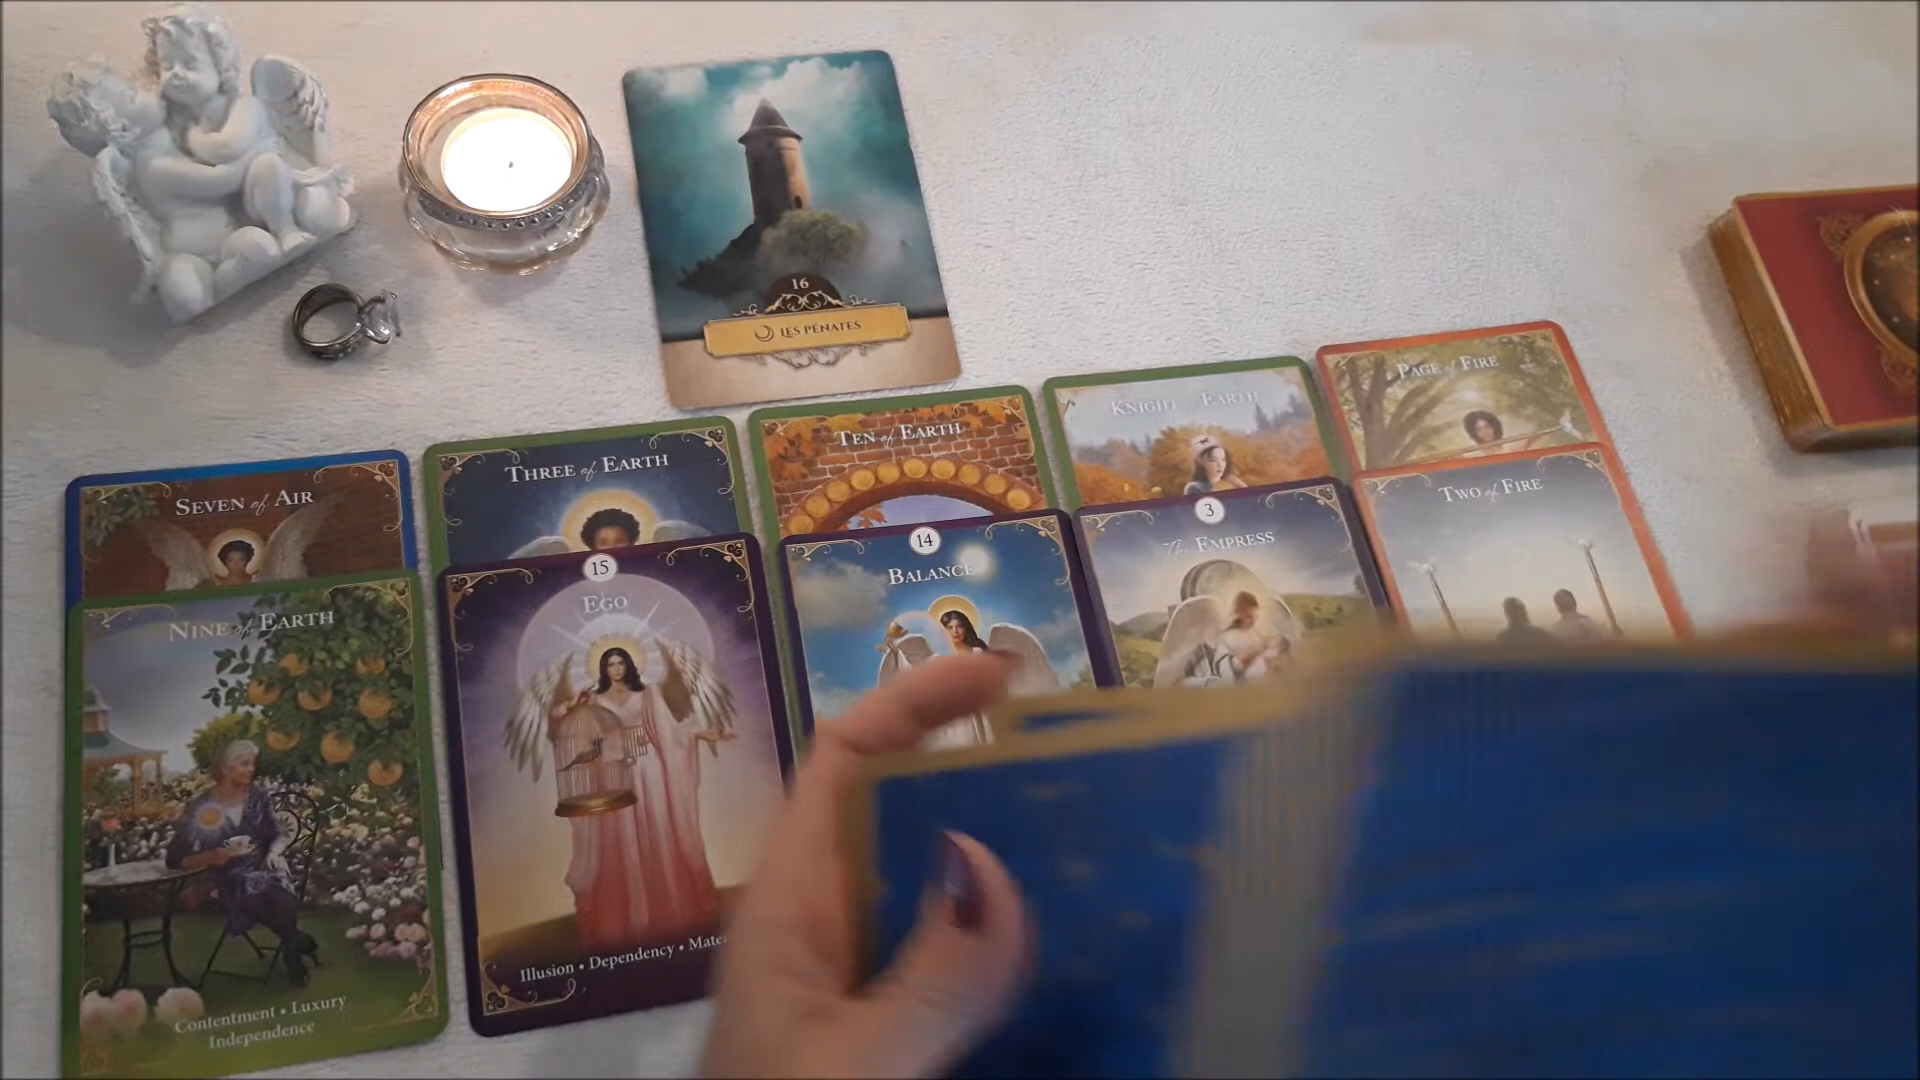 16
LES PÉNATES
SEVEN of AIR
THREE of EARTH
TEN of EARTH
KNIGHT of EARTH
PAGE of FIRE
NINE of EARTH
Contentment • Luxury
Independence
15
EGO
Illusion • Dependency •
14
BALANCE
3
The EMPRESS
TWO of FIRE